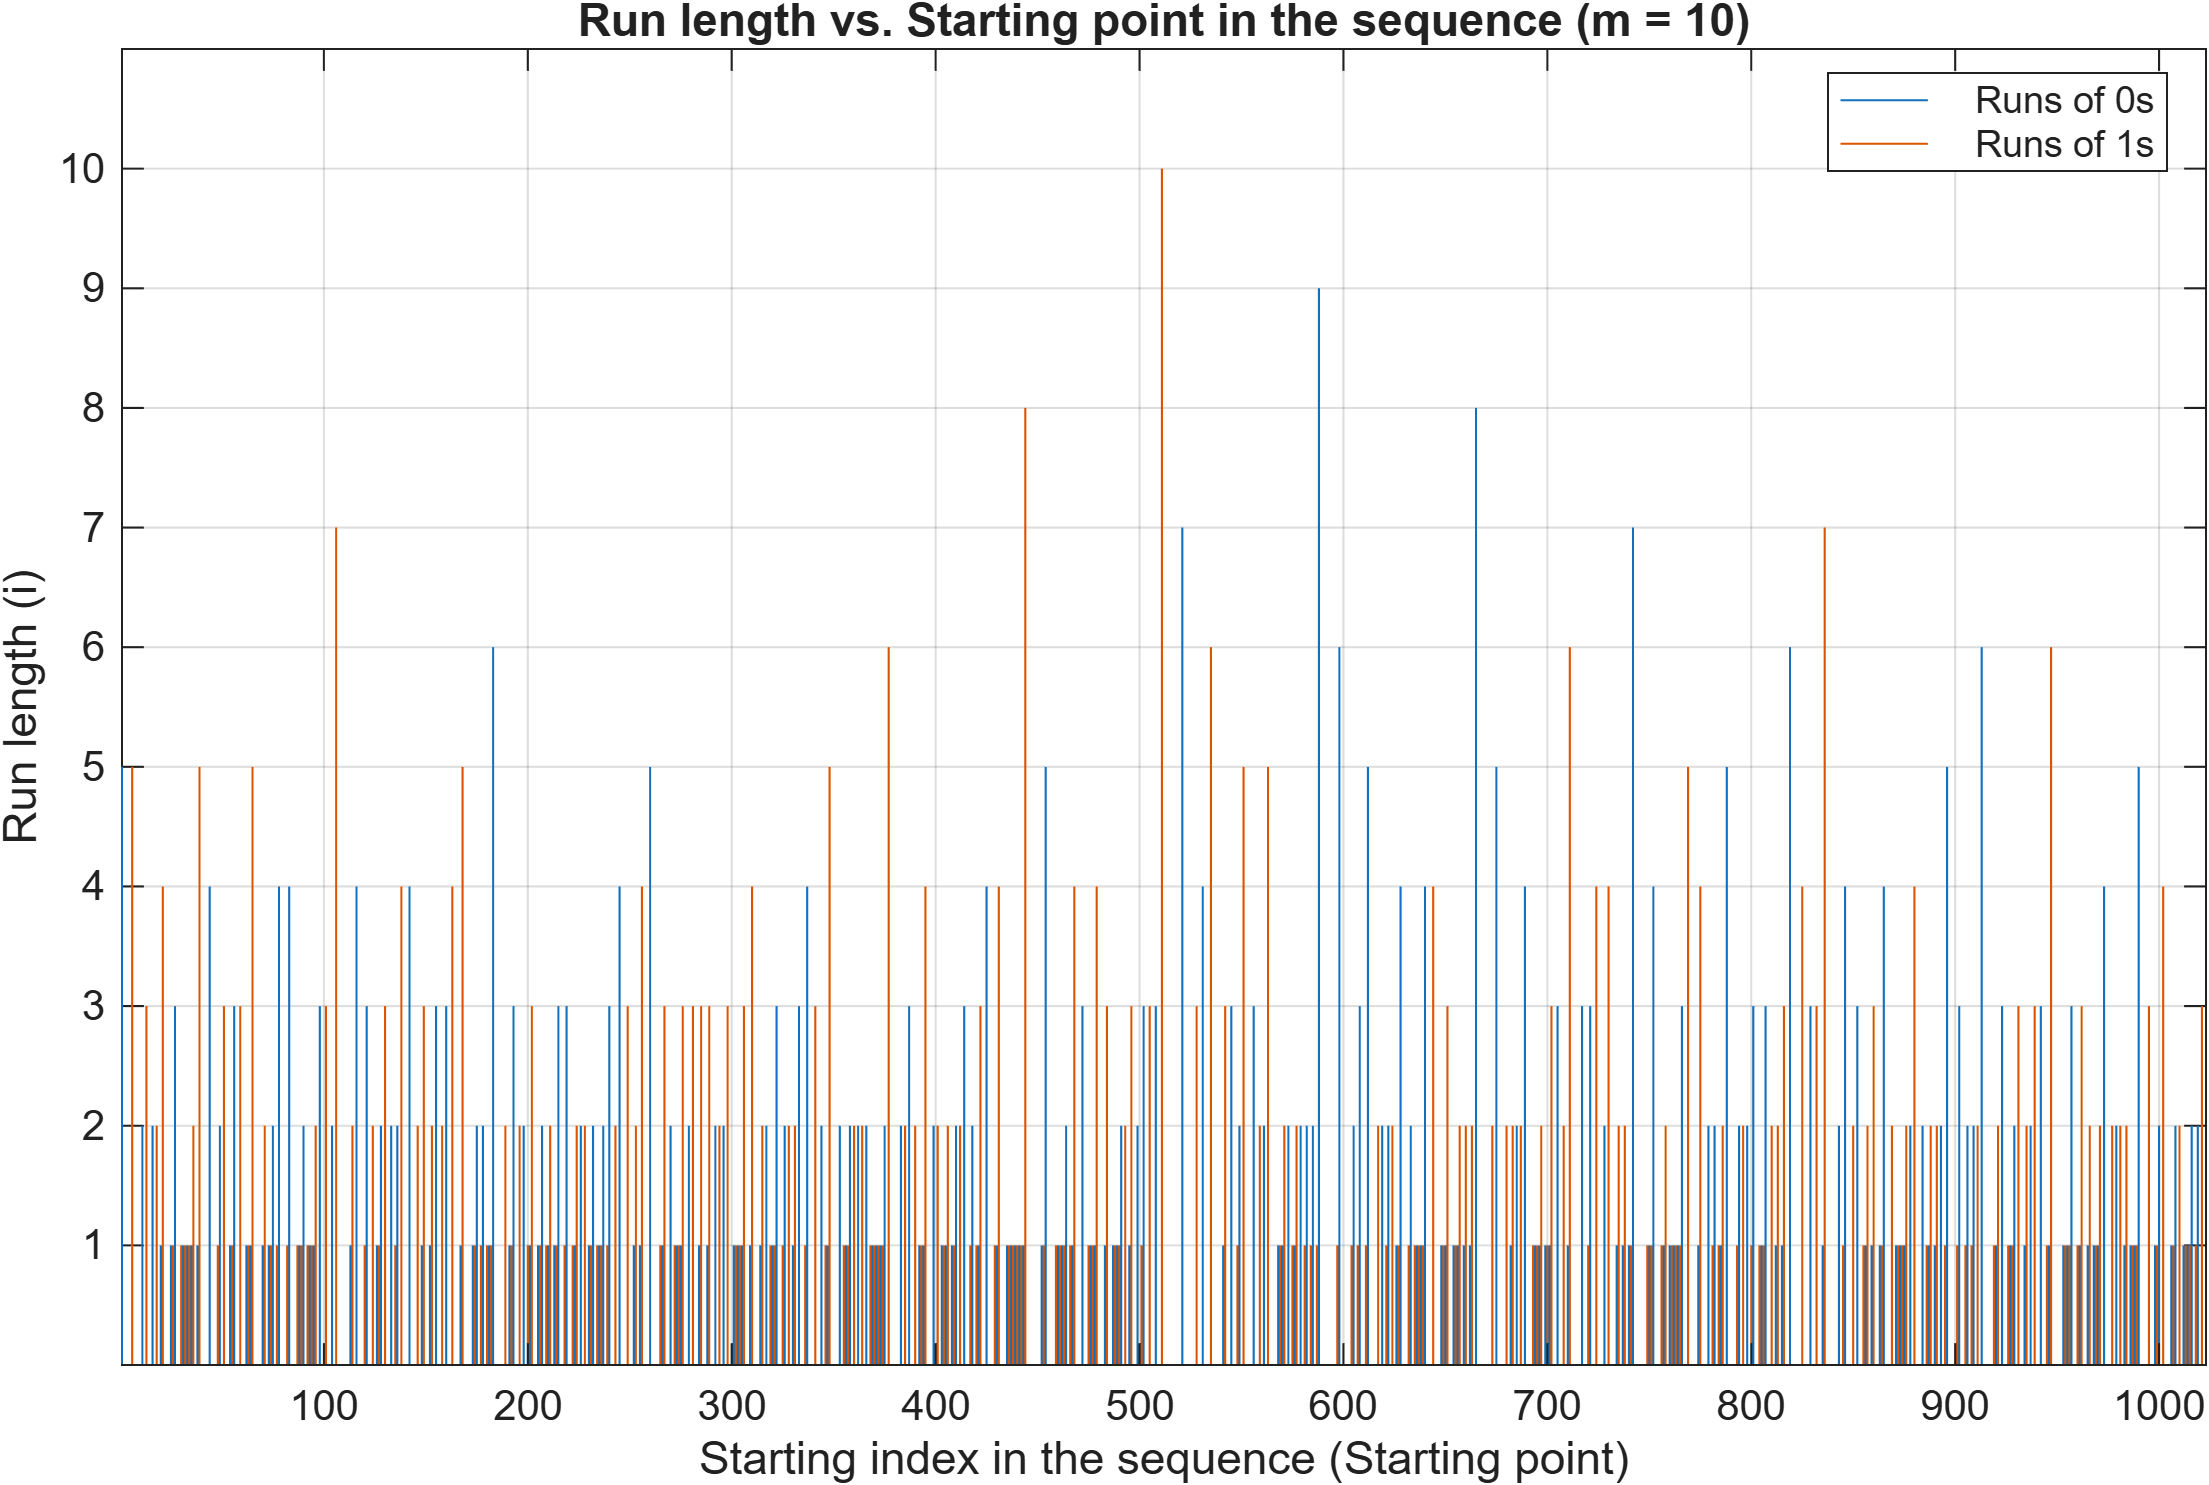 Run length vs. Starting point in the sequence (m = 10)
Runs of 0s
Runs of 1s
10
9
8
7
6
5
4
3
2
1
Run length (i)
100 200 300 400 500 600 700 800 900 1000
Starting index in the sequence (Starting point)